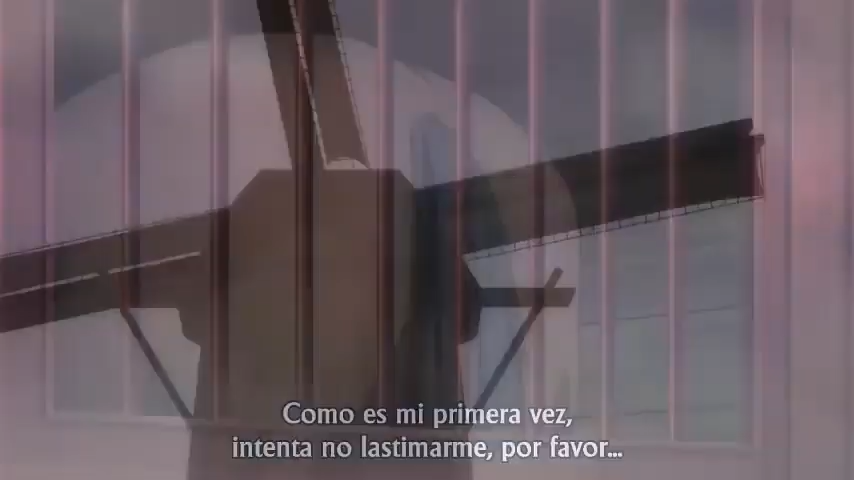 Como es mi primera vez,
intenta no lastimarme, por favor...